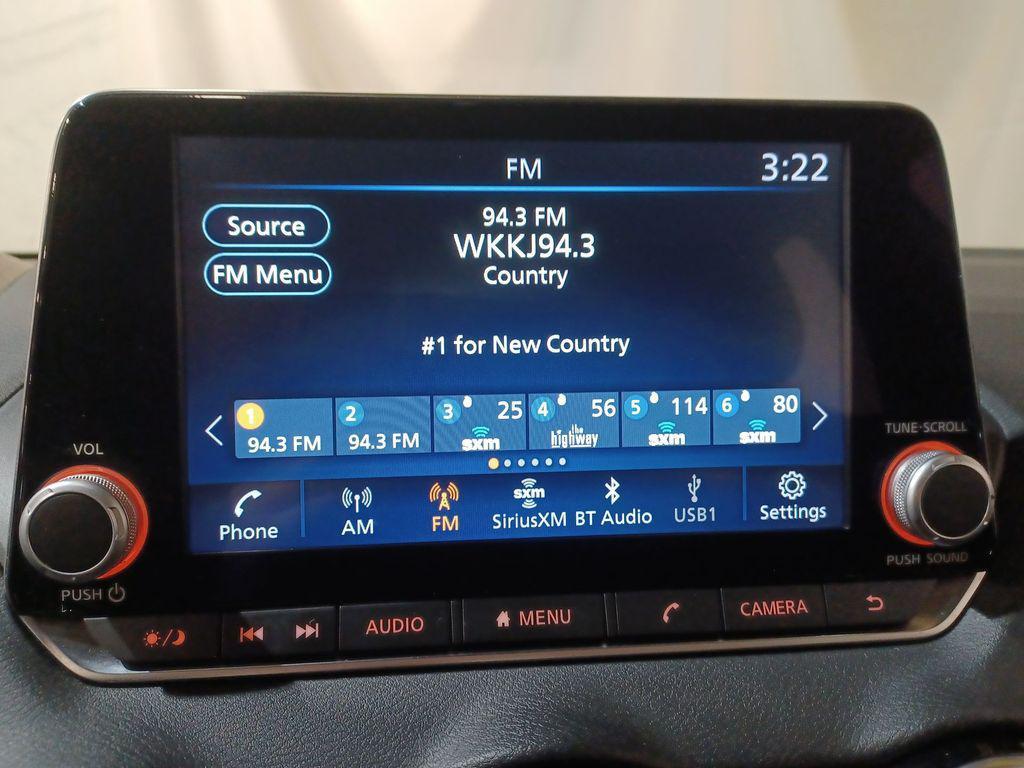 FM
3:22
Source
94.3 FM
WKKJ94.3
FM Menu
Country
#1 for New Country
1
94.3 FM
2
94.3 FM
3
25
sxm
4
56
the
highway
5
114
sxm
6
80
sxm
VOL
TUNE·SCROLL
Phone
AM
FM
sxm
SiriusXM
BT Audio
USB1
Settings
PUSH
PUSH SOUND
AUDIO
MENU
CAMERA